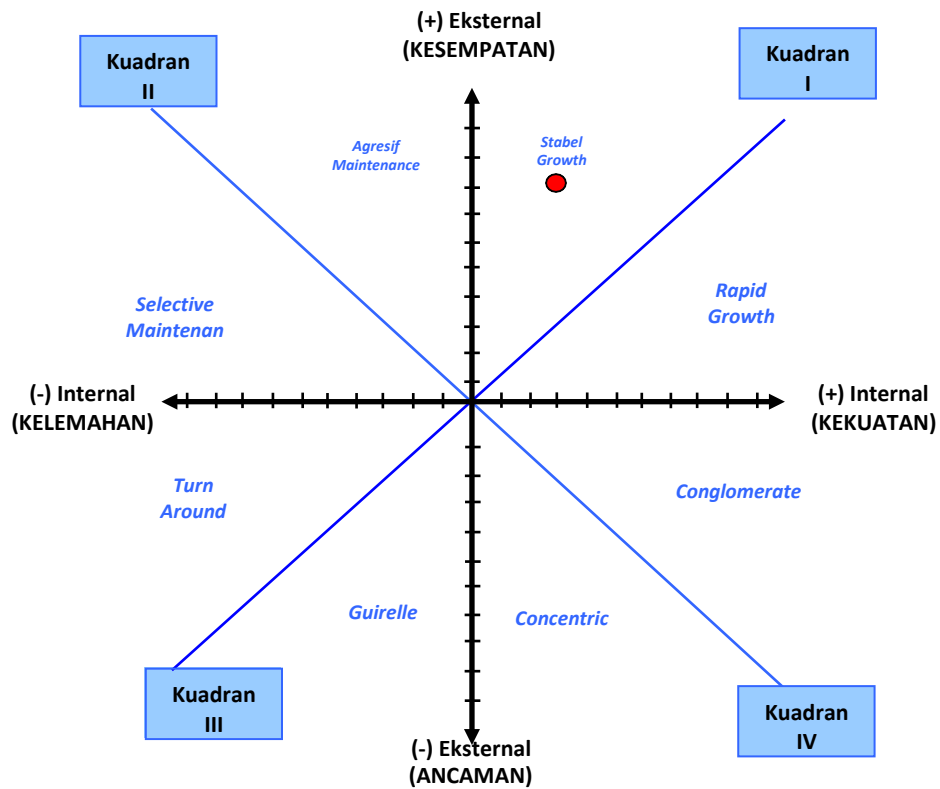 (+) Eksternal
(KESEMPATAN)
Kuadran
II
Kuadran
I
Agresif
Maintenance
Stabel
Growth
Selective
Maintenan
Rapid
Growth
(-) Internal
(KELEMAHAN)
(+) Internal
(KEKUATAN)
Turn
Around
Conglomerate
Guirelle
Concentric
Kuadran
III
Kuadran
IV
(-) Eksternal
(ANCAMAN)